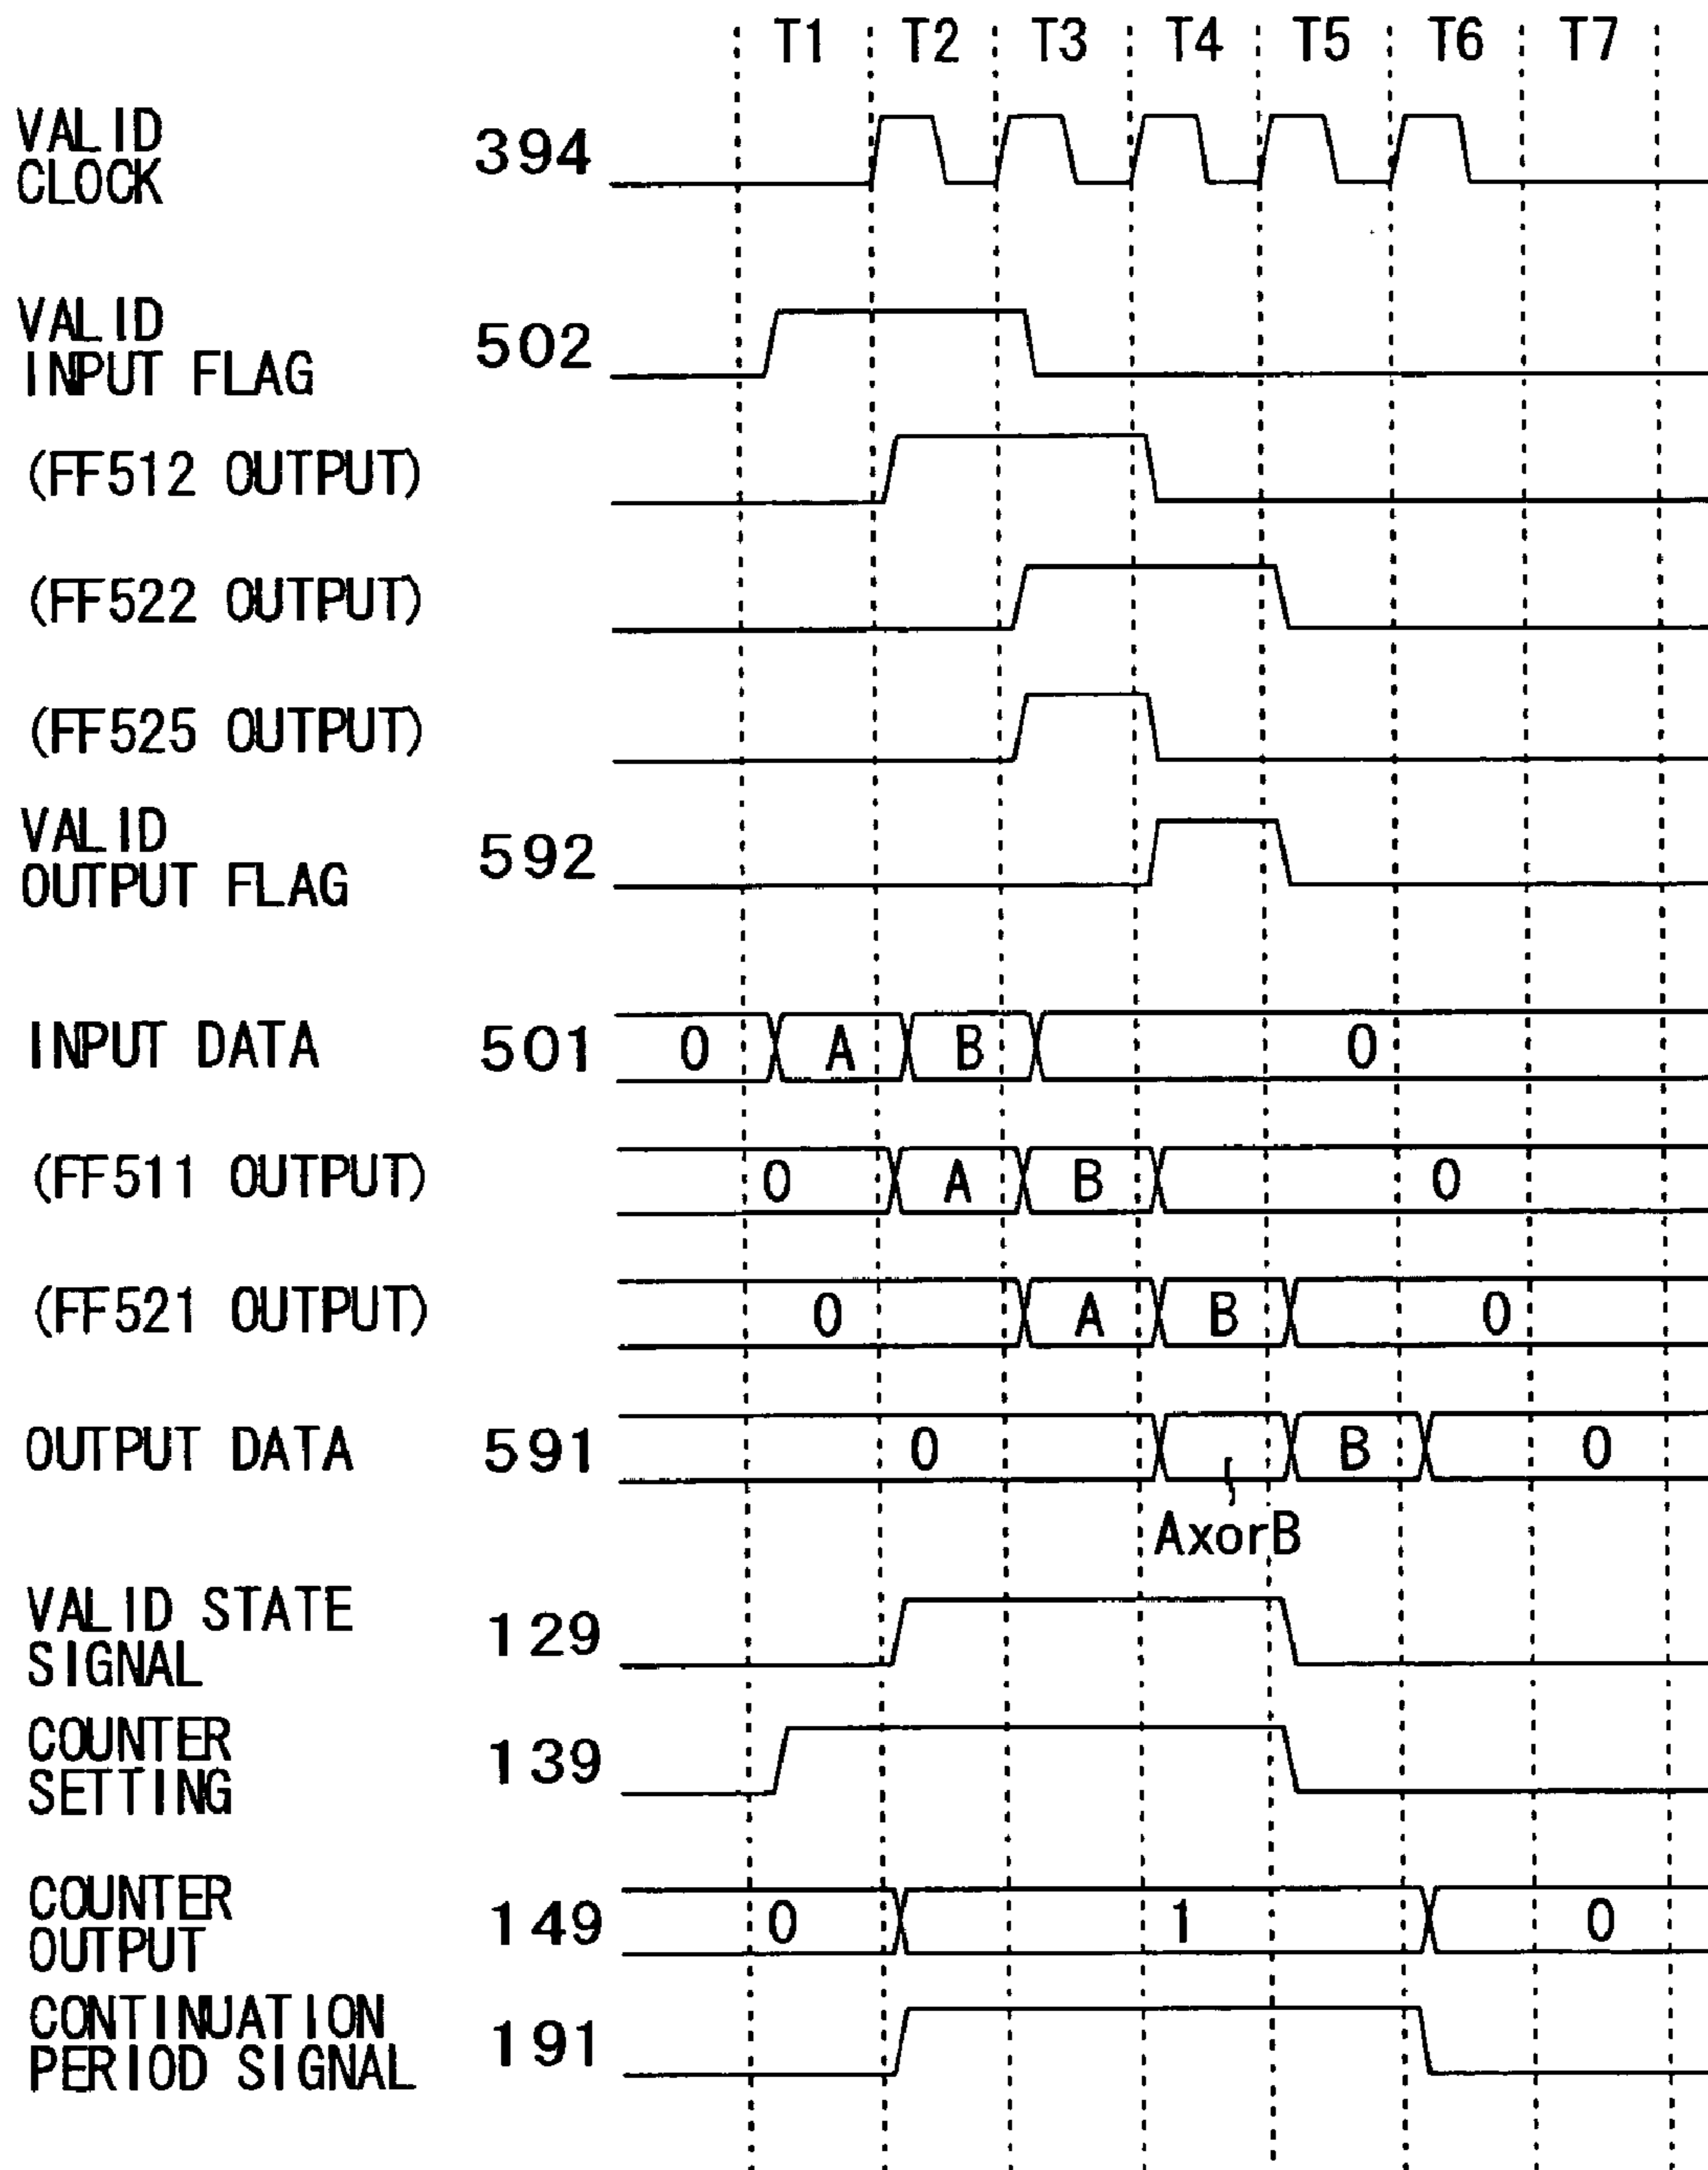 T1 T2 T3 T4 T5 T6 T7
VALID
CLOCK 394
VALID
INPUT FLAG 502
(FF512 OUTPUT)
(FF522 OUTPUT)
(FF525 OUTPUT)
VALID
OUTPUT FLAG 592
INPUT DATA 501 0 A B 0
(FF511 OUTPUT) 0 A B 0
(FF521 OUTPUT) 0 A B 0
OUTPUT DATA 591 0 B 0
AxorB
VALID STATE
SIGNAL 129
COUNTER
SETTING 139
COUNTER
OUTPUT 149 0 1 0
CONTINUATION
PERIOD SIGNAL 191